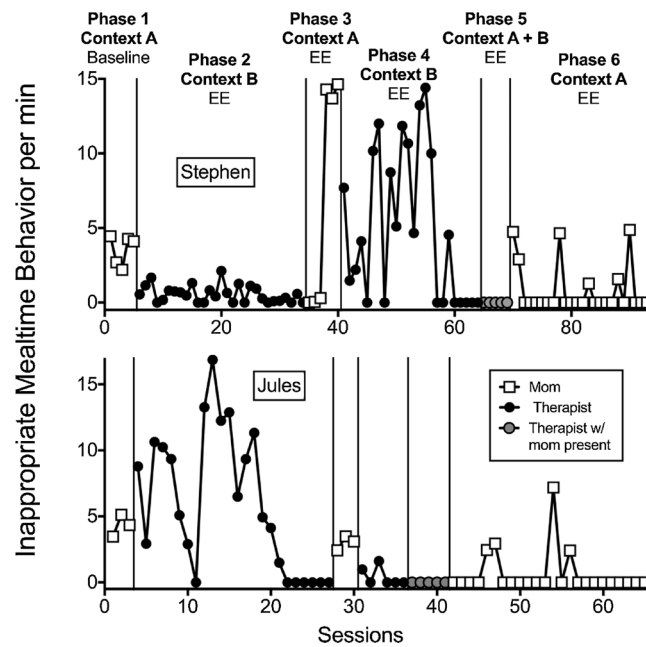 Phase 1
Context A
Baseline
Phase 2
Context B
EE
Phase 3
Context A
EE
Phase 4
Context B
EE
Phase 5
Context A + B
EE
Phase 6
Context A
EE
Inappropriate Mealtime Behavior per min
15
10
5
0
Stephen
0
20
40
60
80
15
10
5
0
Jules
Mom
Therapist
Therapist w/
mom present
0
10
20
30
40
50
60
Sessions